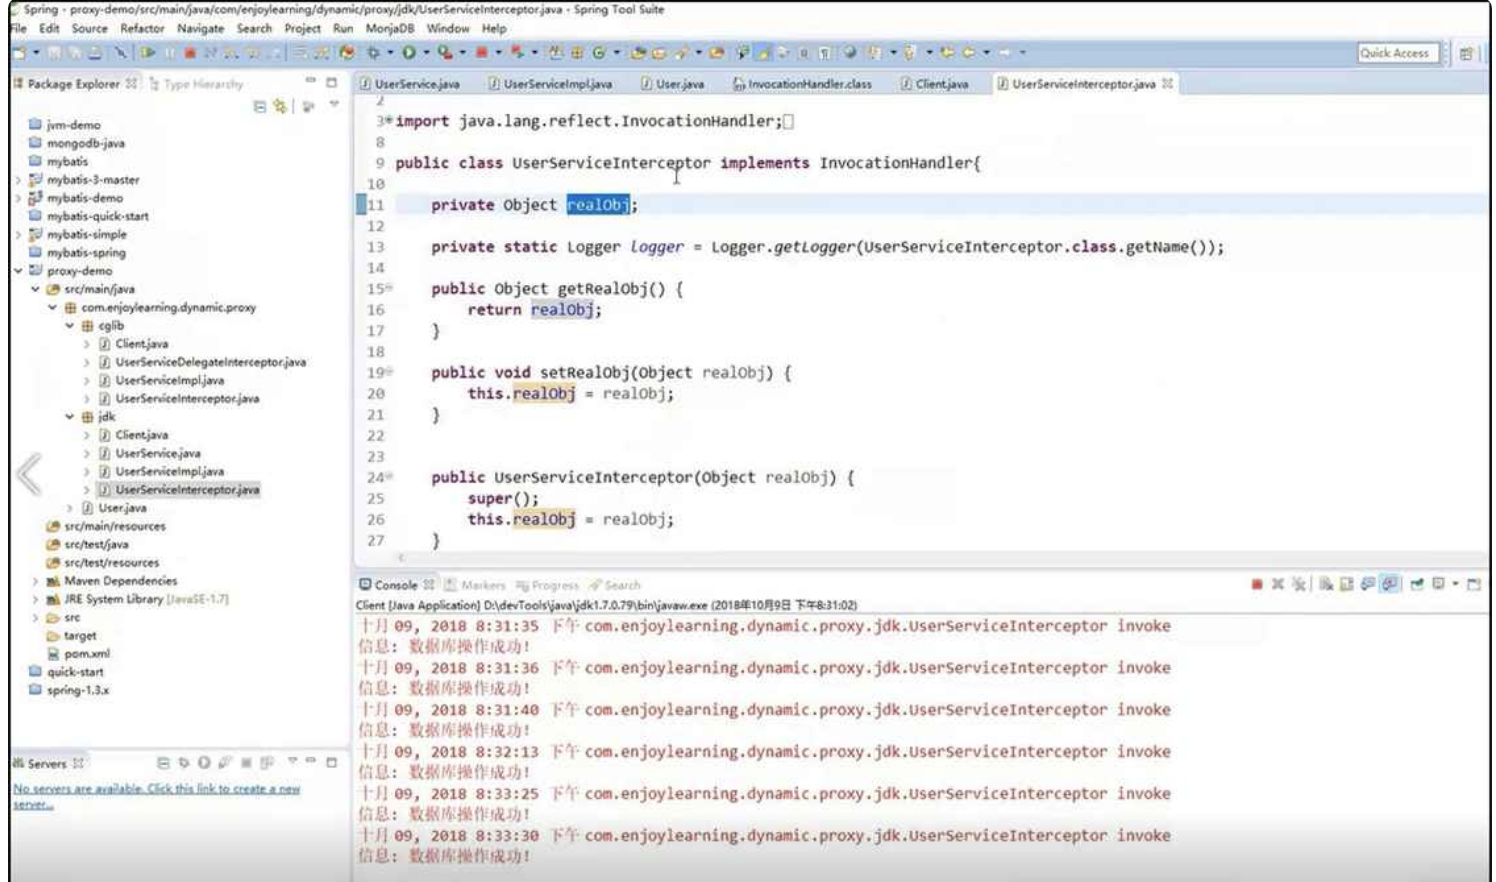 Spring - proxy-demo/src/main/java/com/enjoylearning/dynamic/proxy/jdk/UserServiceInterceptor.java - Spring Tool Suite
File Edit Source Refactor Navigate Search Project Run MonjaDB Window Help
Quick Access
Package Explorer Type Hierarchy
jvm-demo
mongodb-java
mybatis
mybatis-3-master
mybatis-demo
mybatis-quick-start
mybatis-simple
mybatis-spring
proxy-demo
src/main/java
com.enjoylearning.dynamic.proxy
cglib
Client.java
UserServiceDelegateInterceptor.java
UserServiceImpl.java
UserServiceInterceptor.java
jdk
Client.java
UserService.java
UserServiceImpl.java
UserServiceInterceptor.java
User.java
src/main/resources
src/test/java
src/test/resources
Maven Dependencies
JRE System Library [JavaSE-1.7]
src
target
pom.xml
quick-start
spring-1.3.x
Servers
No servers are available. Click this link to create a new
server...
UserService.java UserServiceImpl.java User.java InvocationHandler.class Client.java UserServiceInterceptor.java
2
3 import java.lang.reflect.InvocationHandler;
8
9 public class UserServiceInterceptor implements InvocationHandler{
10
11 private Object realObj;
12
13 private static Logger logger = Logger.getLogger(UserServiceInterceptor.class.getName());
14
15 public Object getRealObj() {
16 return realObj;
17 }
18
19 public void setRealObj(Object realObj) {
20 this.realObj = realObj;
21 }
22
23
24 public UserServiceInterceptor(Object realObj) {
25 super();
26 this.realObj = realObj;
27 }
Console Markers Progress Search
Client [Java Application] D:\devTools\java\jdk1.7.0.79\bin\javaw.exe (2018年10月9日 下午8:31:02)
十月 09, 2018 8:31:35 下午 com.enjoylearning.dynamic.proxy.jdk.UserServiceInterceptor invoke
信息: 数据库操作成功!
十月 09, 2018 8:31:36 下午 com.enjoylearning.dynamic.proxy.jdk.UserServiceInterceptor invoke
信息: 数据库操作成功!
十月 09, 2018 8:31:40 下午 com.enjoylearning.dynamic.proxy.jdk.UserServiceInterceptor invoke
信息: 数据库操作成功!
十月 09, 2018 8:32:13 下午 com.enjoylearning.dynamic.proxy.jdk.UserServiceInterceptor invoke
信息: 数据库操作成功!
十月 09, 2018 8:33:25 下午 com.enjoylearning.dynamic.proxy.jdk.UserServiceInterceptor invoke
信息: 数据库操作成功!
十月 09, 2018 8:33:30 下午 com.enjoylearning.dynamic.proxy.jdk.UserServiceInterceptor invoke
信息: 数据库操作成功!